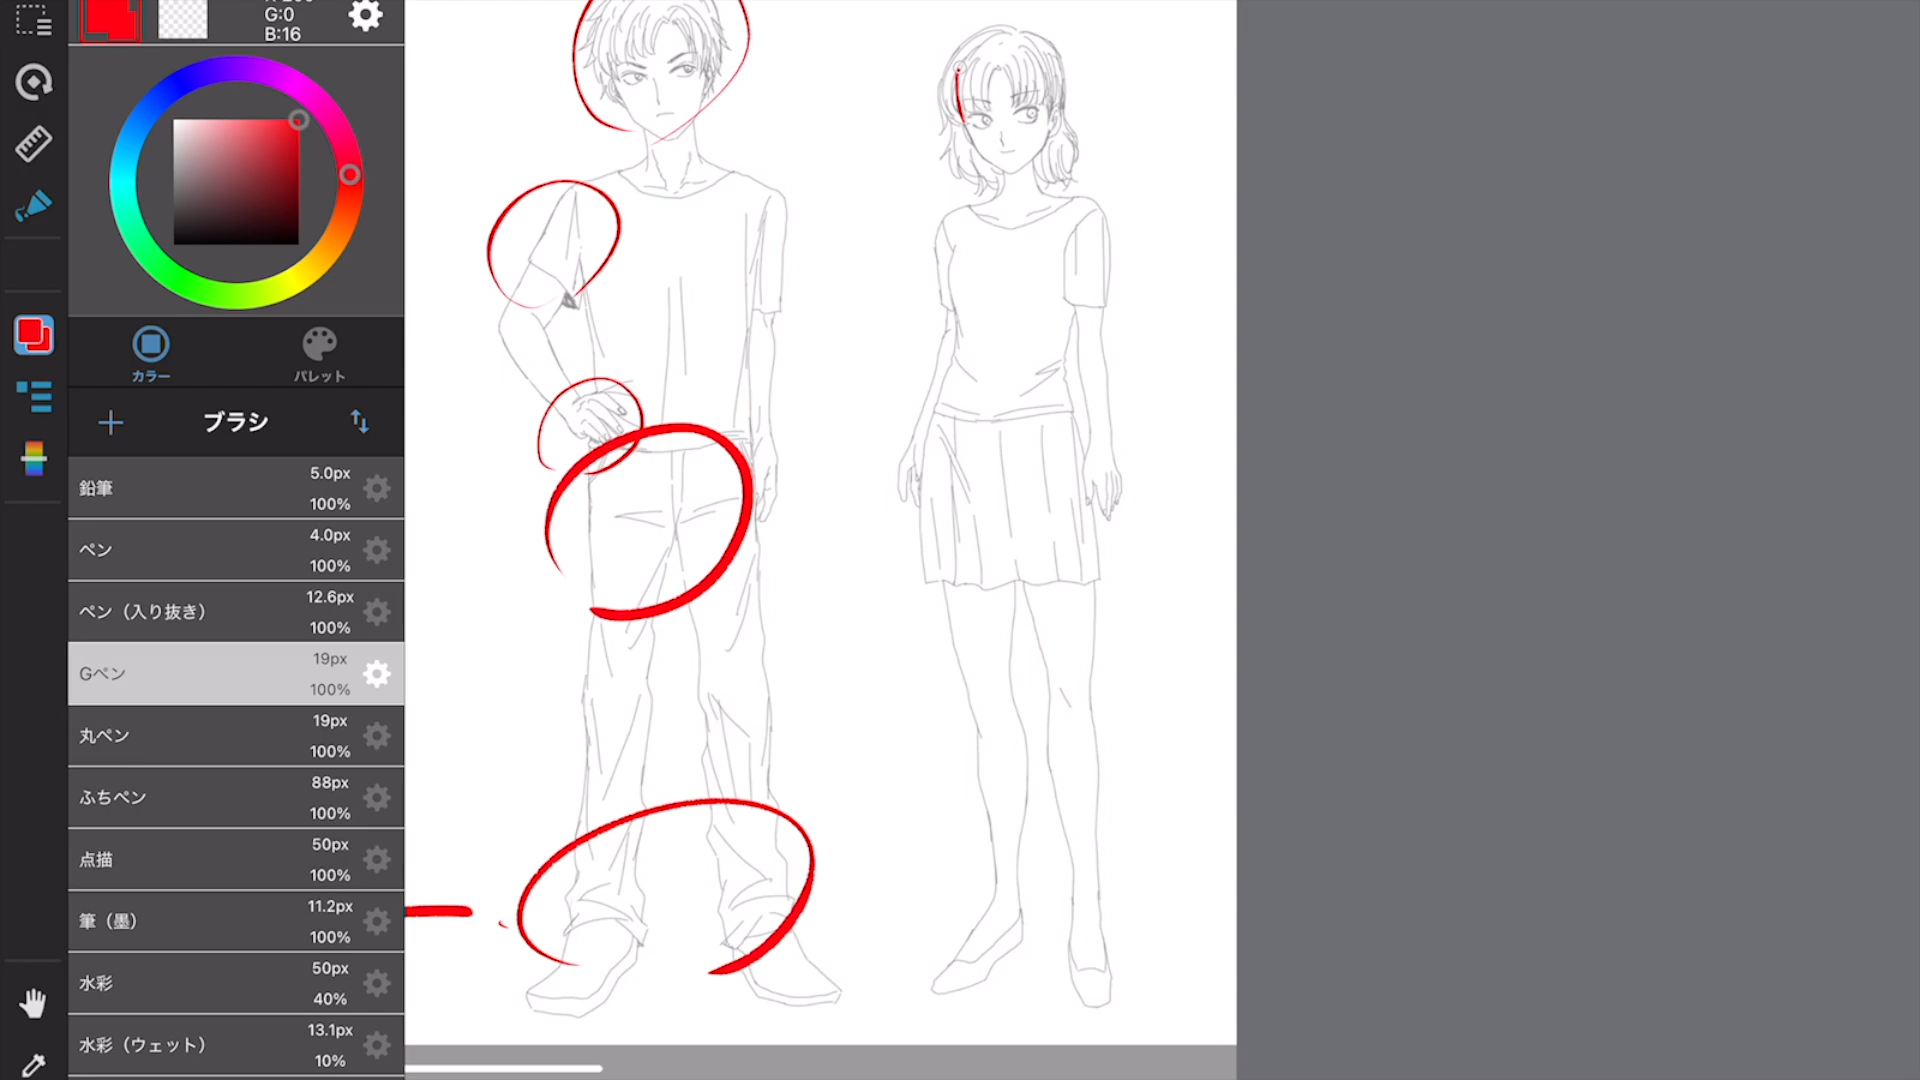 G:0
B:16
カラー
パレット
ブラシ
鉛筆
5.0px
100%
ペン
4.0px
100%
ペン（入り抜き）
12.6px
100%
Gペン
19px
100%
丸ペン
19px
100%
ふちペン
88px
100%
点描
50px
100%
筆（墨）
11.2px
100%
水彩
50px
40%
水彩（ウェット）
13.1px
10%